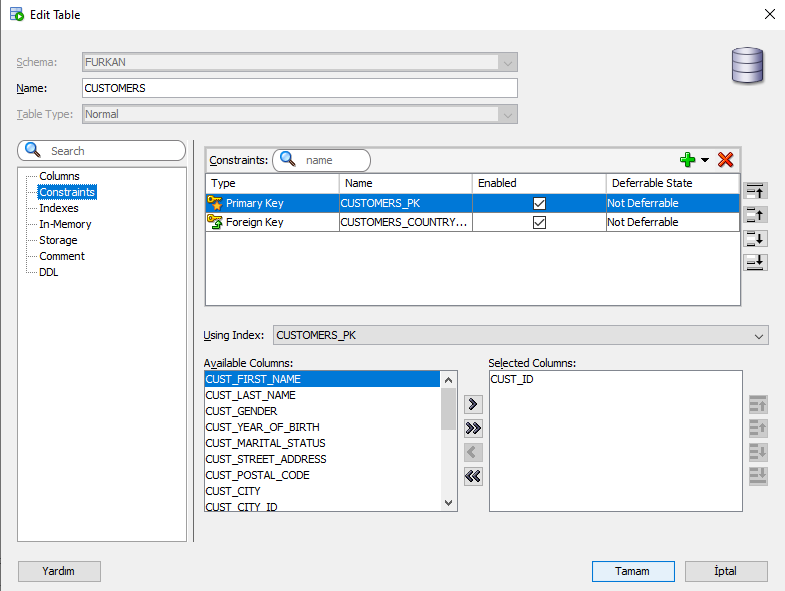 Edit Table
Schema: FURKAN
Name: CUSTOMERS
Table Type: Normal
Search
Columns
Constraints
Indexes
In-Memory
Storage
Comment
DDL
Constraints: name
Type Name Enabled Deferrable State
Primary Key CUSTOMERS_PK Not Deferrable
Foreign Key CUSTOMERS_COUNTRY... Not Deferrable
Using Index: CUSTOMERS_PK
Available Columns:
CUST_FIRST_NAME
CUST_LAST_NAME
CUST_GENDER
CUST_YEAR_OF_BIRTH
CUST_MARITAL_STATUS
CUST_STREET_ADDRESS
CUST_POSTAL_CODE
CUST_CITY
CUST_CITY_ID
Selected Columns:
CUST_ID
Yardım
Tamam
İptal